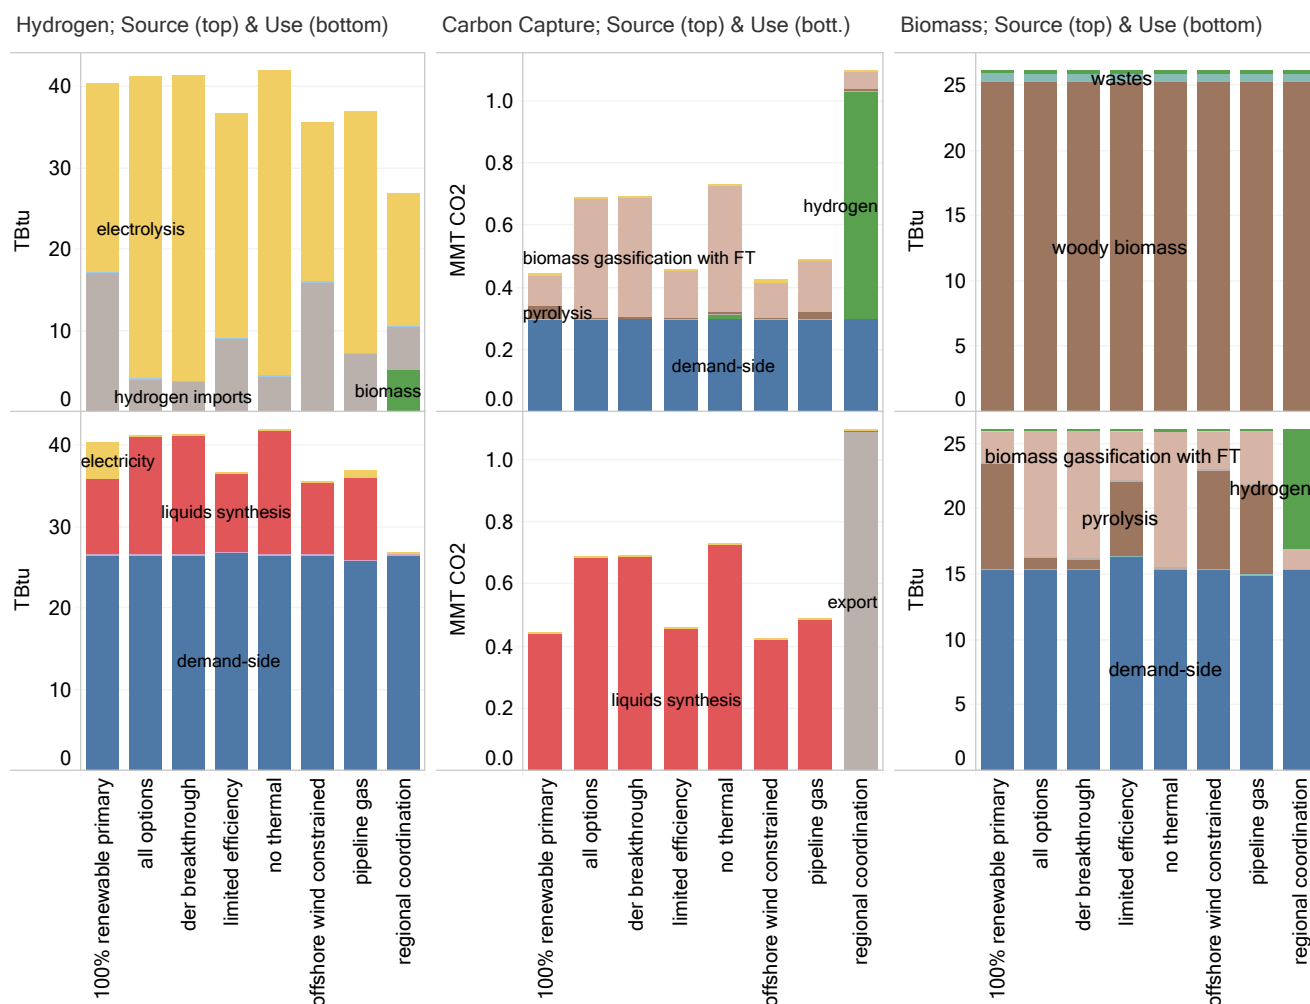 Hydrogen; Source (top) & Use (bottom)
TBtu
40
30
20
10
0
electrolysis
hydrogen imports
biomass
TBtu
40
30
20
10
0
electricity
liquids synthesis
demand-side
100% renewable primary
all options
der breakthrough
limited efficiency
no thermal
offshore wind constrained
pipeline gas
regional coordination
Carbon Capture; Source (top) & Use (bott.)
MMT CO2
1.0
0.8
0.6
0.4
0.2
0.0
hydrogen
biomass gassification with FT
pyrolysis
demand-side
MMT CO2
1.0
0.8
0.6
0.4
0.2
0.0
export
liquids synthesis
100% renewable primary
all options
der breakthrough
limited efficiency
no thermal
offshore wind constrained
pipeline gas
regional coordination
Biomass; Source (top) & Use (bottom)
TBtu
25
20
15
10
5
0
wastes
woody biomass
TBtu
25
20
15
10
5
0
biomass gassification with FT
hydrogen
pyrolysis
demand-side
100% renewable primary
all options
der breakthrough
limited efficiency
no thermal
offshore wind constrained
pipeline gas
regional coordination